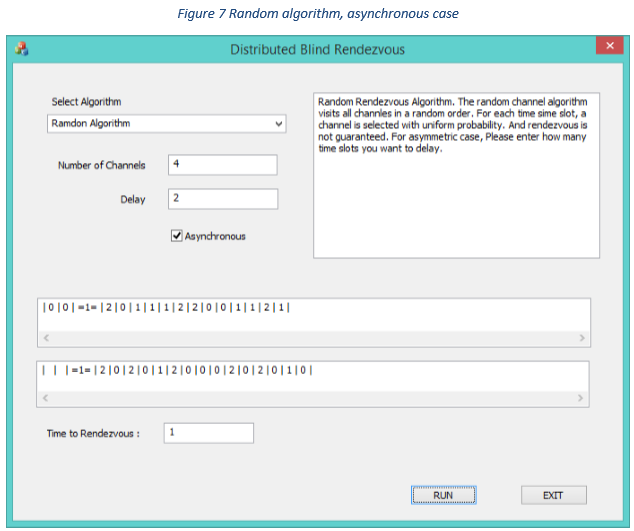 Figure 7 Random algorithm, asynchronous case
Distributed Blind Rendezvous
Select Algorithm
Ramdon Algorithm
Number of Channels
4
Delay
2
Asynchronous
Random Rendezvous Algorithm. The random channel algorithm
visits all channles in a random order. For each time sime slot, a
channel is selected with uniform probability. And rendezvous is
not guaranteed. For asymmetric case, Please enter how many
time slots you want to delay.
|0|0|=1=|2|0|1|1|1|2|2|0|0|1|1|2|1|
| | |=1=|2|0|2|0|1|2|0|0|0|2|0|2|0|1|0|
Time to Rendezvous :
1
RUN
EXIT